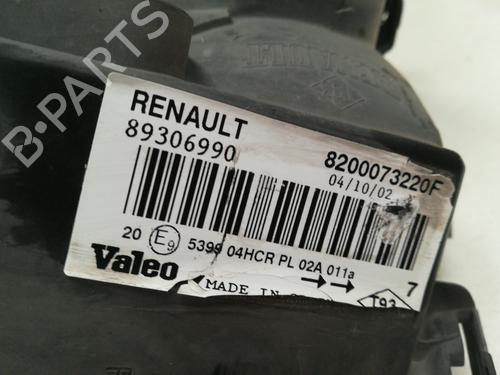 B-PARTS
RENAULT
89306990
8200073220F
04/10/02
20 E9 5399 04HCR PL 02A 011a 7
Valeo
MADE IN
T93